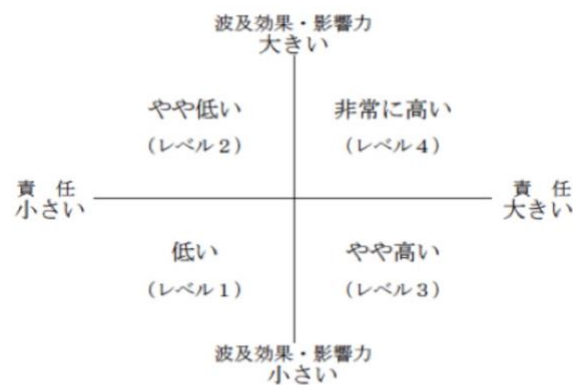 波及効果・影響力
大きい
やや低い
非常に高い
(レベル2)
(レベル4)
責　任
小さい
責　任
大きい
低い
やや高い
(レベル1)
(レベル3)
波及効果・影響力
小さい